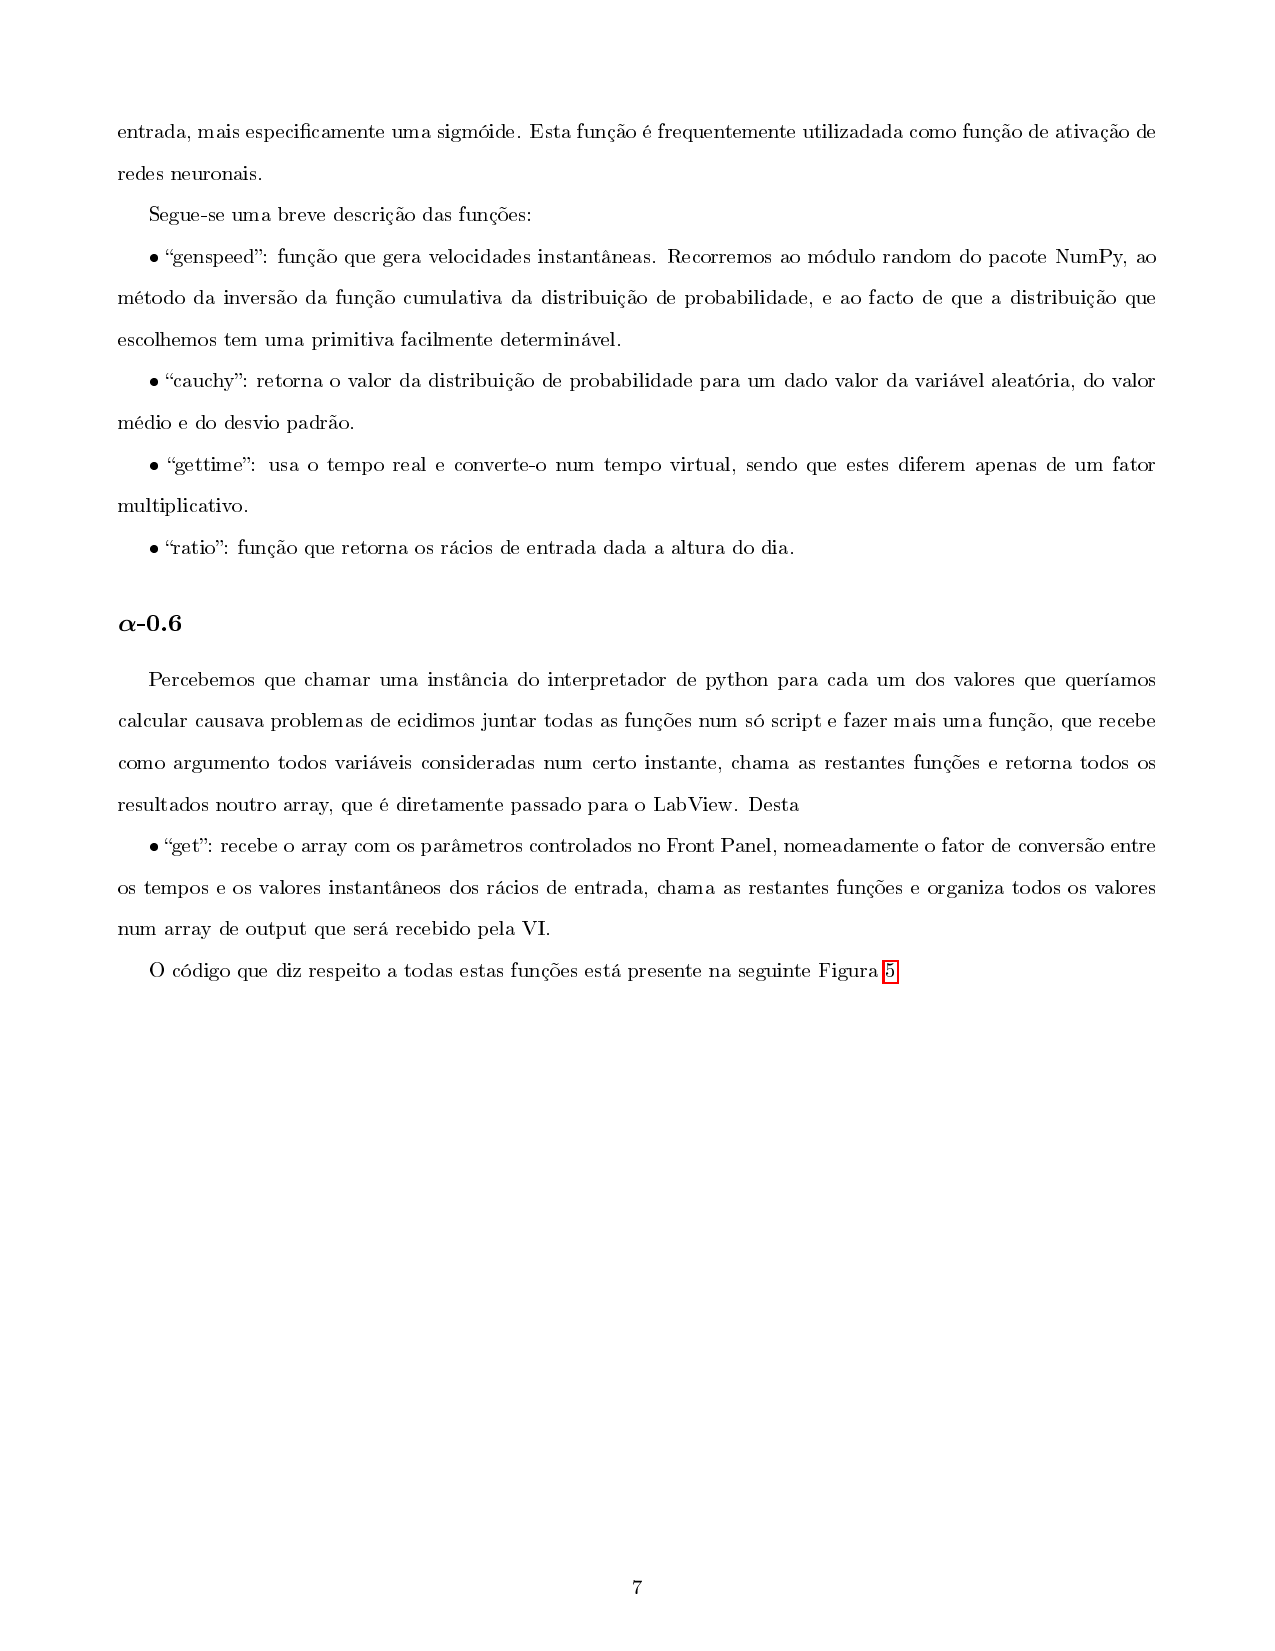 entrada, mais especificamente uma sigmóide. Esta função é frequentemente utilizadada como função de ativação de
redes neuronais.
Segue-se uma breve descrição das funções:
• “genspeed”: função que gera velocidades instantâneas. Recorremos ao módulo random do pacote NumPy, ao
método da inversão da função cumulativa da distribuição de probabilidade, e ao facto de que a distribuição que
escolhemos tem uma primitiva facilmente determinável.
• “cauchy”: retorna o valor da distribuição de probabilidade para um dado valor da variável aleatória, do valor
médio e do desvio padrão.
• “gettime”: usa o tempo real e converte-o num tempo virtual, sendo que estes diferem apenas de um fator
multiplicativo.
• “ratio”: função que retorna os rácios de entrada dada a altura do dia.
α-0.6
Percebemos que chamar uma instância do interpretador de python para cada um dos valores que queríamos
calcular causava problemas de ecidimos juntar todas as funções num só script e fazer mais uma função, que recebe
como argumento todos variáveis consideradas num certo instante, chama as restantes funções e retorna todos os
resultados noutro array, que é diretamente passado para o LabView. Desta
• “get”: recebe o array com os parâmetros controlados no Front Panel, nomeadamente o fator de conversão entre
os tempos e os valores instantâneos dos rácios de entrada, chama as restantes funções e organiza todos os valores
num array de output que será recebido pela VI.
O código que diz respeito a todas estas funções está presente na seguinte Figura 5
7